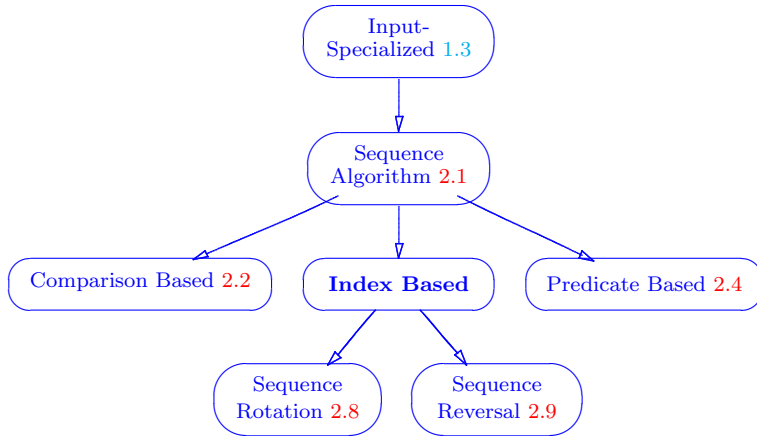 Input-
Specialized 1.3
Sequence
Algorithm 2.1
Comparison Based 2.2
Index Based
Predicate Based 2.4
Sequence
Rotation 2.8
Sequence
Reversal 2.9